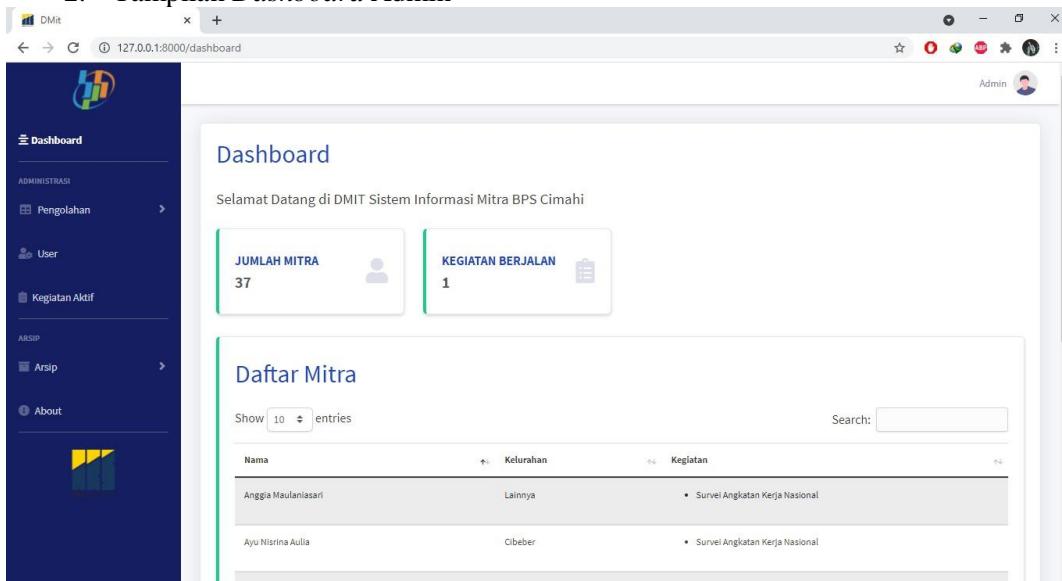 2. Tampilan Dashboard Admin
DMit
127.0.0.1:8000/dashboard
ABP
Admin
Dashboard
ADMINISTRASI
Pengolahan
User
Kegiatan Aktif
ARSIP
Arsip
About
Dashboard
Selamat Datang di DMIT Sistem Informasi Mitra BPS Cimahi
JUMLAH MITRA
37
KEGIATAN BERJALAN
1
Daftar Mitra
Show 10 entries
Search:
Nama Kelurahan Kegiatan
Anggia Maulaniasari Lainnya • Survei Angkatan Kerja Nasional
Ayu Nisrina Aulia Cibeber • Survei Angkatan Kerja Nasional